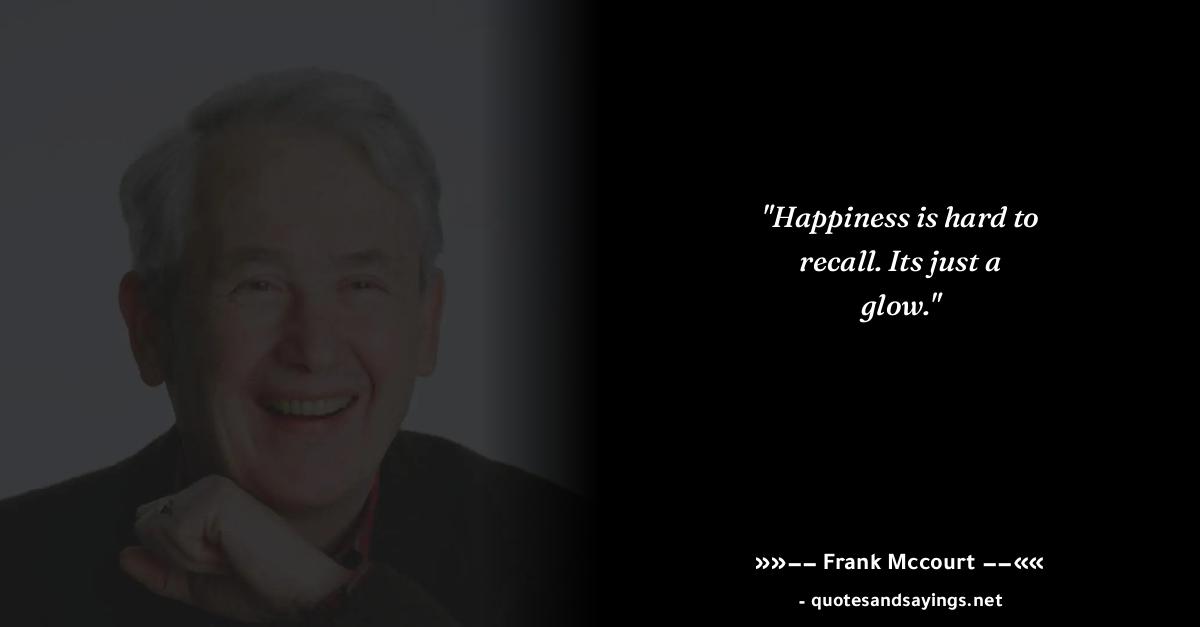 "Happiness is hard to
recall. Its just a
glow."
»»–– Frank Mccourt ––««
- quotesandsayings.net